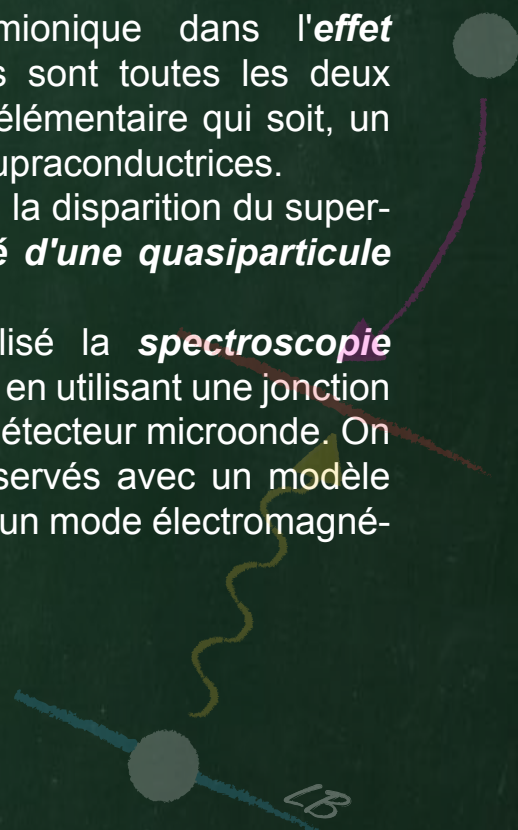 mionique dans l'effet
s sont toutes les deux
élémentaire qui soit, un
upraconductrices.
la disparition du super-
é d'une quasiparticule
lisé la spectroscopie
en utilisant une jonction
détecteur microonde. On
servés avec un modèle
un mode électromagné-
LB